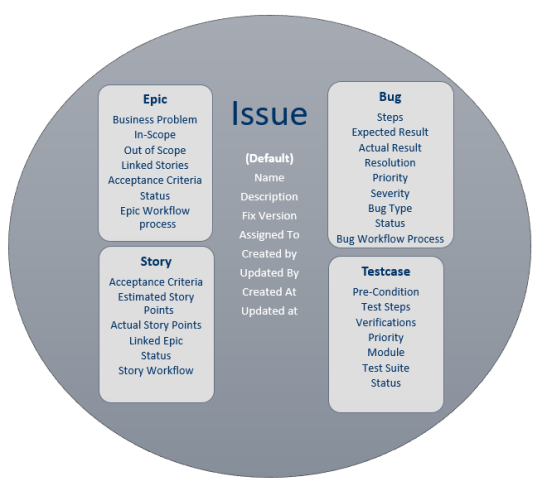 Epic
Business Problem
In-Scope
Out of Scope
Linked Stories
Acceptance Criteria
Status
Epic Workflow
process
Story
Acceptance Criteria
Estimated Story
Points
Actual Story Points
Linked Epic
Status
Story Workflow
Issue
(Default)
Name
Description
Fix Version
Assigned To
Created by
Updated By
Created At
Updated at
Bug
Steps
Expected Result
Actual Result
Resolution
Priority
Severity
Bug Type
Status
Bug Workflow Process
Testcase
Pre-Condition
Test Steps
Verifications
Priority
Module
Test Suite
Status